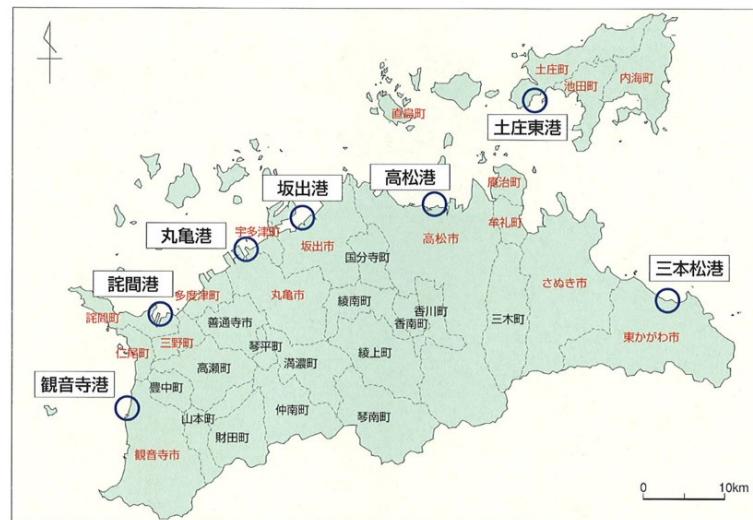 土庄町
内海町
池田町
直島町
土庄東港
高松港
坂出港
庵治町
丸亀港
宇多津町
牟礼町
坂出市
高松市
国分寺町
三本松港
詫間港
さぬき市
多度津町
丸亀市
綾南町
香川町
詫間町
善通寺市
香南町
三木町
東かがわ市
仁尾町
三野町
琴平町
綾上町
高瀬町
満濃町
観音寺港
豊中町
山本町
仲南町
琴南町
財田町
観音寺市
0 10km